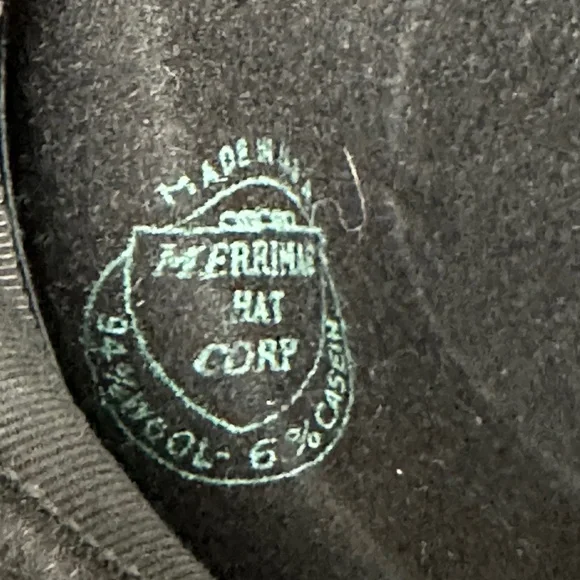 MADE IN U.S.A.
MERRIMAC
HAT
CORP
94% WOOL - 6% CASEIN